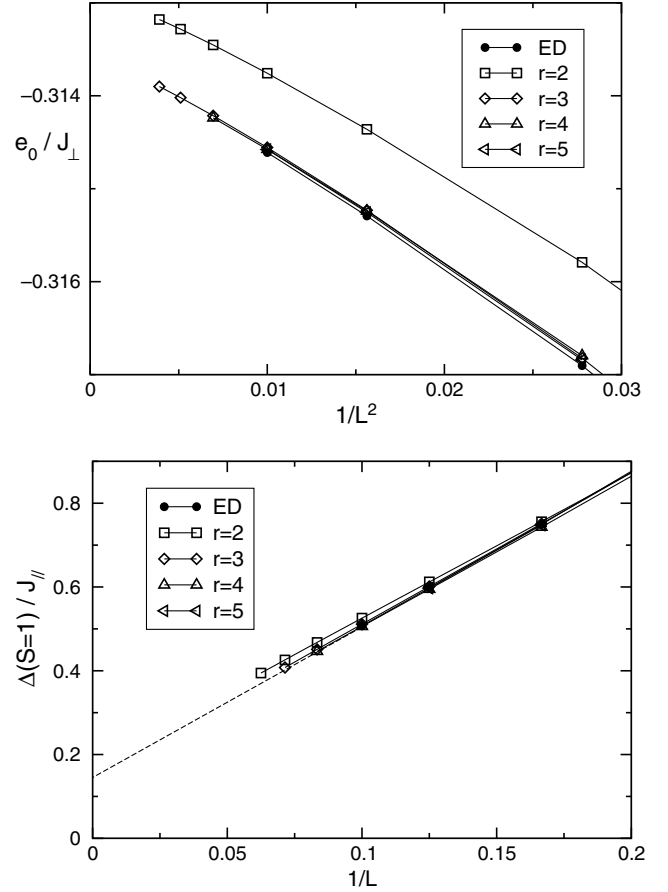 −0.314
e₀ / J⊥
−0.316
ED
r=2
r=3
r=4
r=5
0 0.01 0.02 0.03
1/L²
0.8
0.6
0.4
0.2
0
Δ(S=1) / J//
ED
r=2
r=3
r=4
r=5
0 0.05 0.1 0.15 0.2
1/L